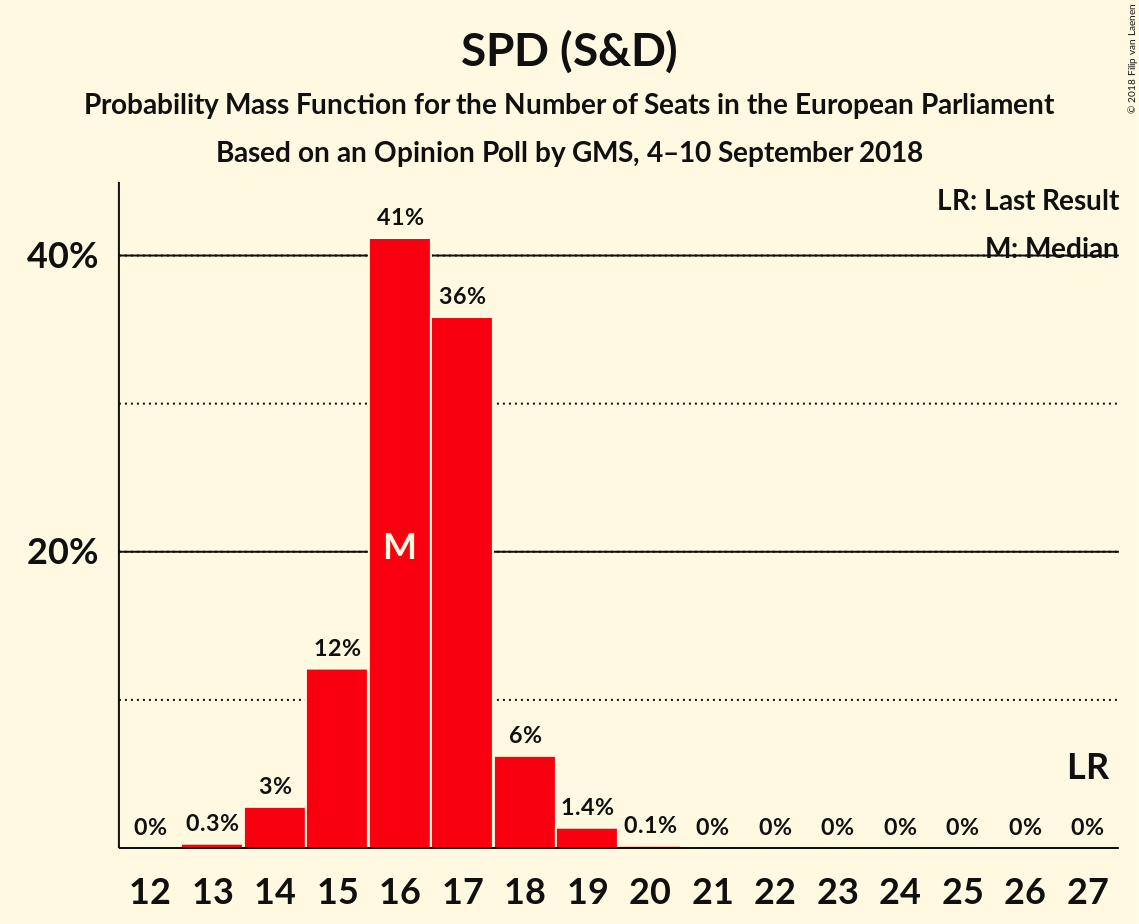 SPD (S&D)
Probability Mass Function for the Number of Seats in the European Parliament
Based on an Opinion Poll by GMS, 4–10 September 2018
© 2018 Filip van Laenen
LR: Last Result
M: Median
40%
20%
0%
0.3%
3%
12%
41%
36%
6%
1.4%
0.1%
0%
0%
0%
0%
0%
0%
0%
M
LR
12 13 14 15 16 17 18 19 20 21 22 23 24 25 26 27